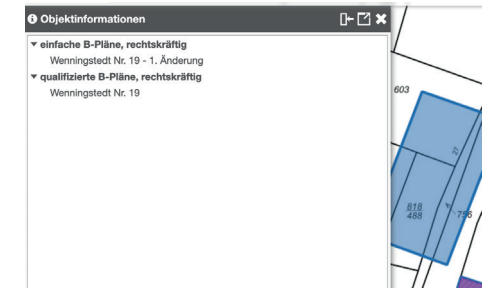 Objektinformationen
einfache B-Pläne, rechtskräftig
Wenningstedt Nr. 19 - 1. Änderung
qualifizierte B-Pläne, rechtskräftig
Wenningstedt Nr. 19
603
27
818
488
756